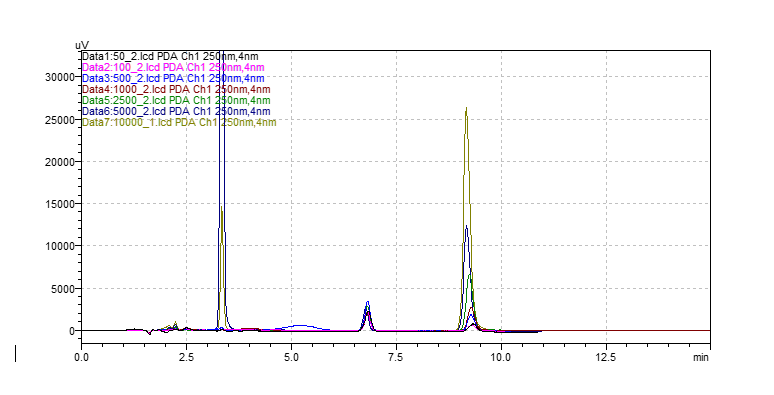 uV
Data1:50_2.lcd PDA Ch1 250nm,4nm
Data2:100_2.lcd PDA Ch1 250nm,4nm
Data3:500_2.lcd PDA Ch1 250nm,4nm
Data4:1000_2.lcd PDA Ch1 250nm,4nm
Data5:2500_2.lcd PDA Ch1 250nm,4nm
Data6:5000_2.lcd PDA Ch1 250nm,4nm
Data7:10000_1.lcd PDA Ch1 250nm,4nm
30000
25000
20000
15000
10000
5000
0
0.0 2.5 5.0 7.5 10.0 12.5 min